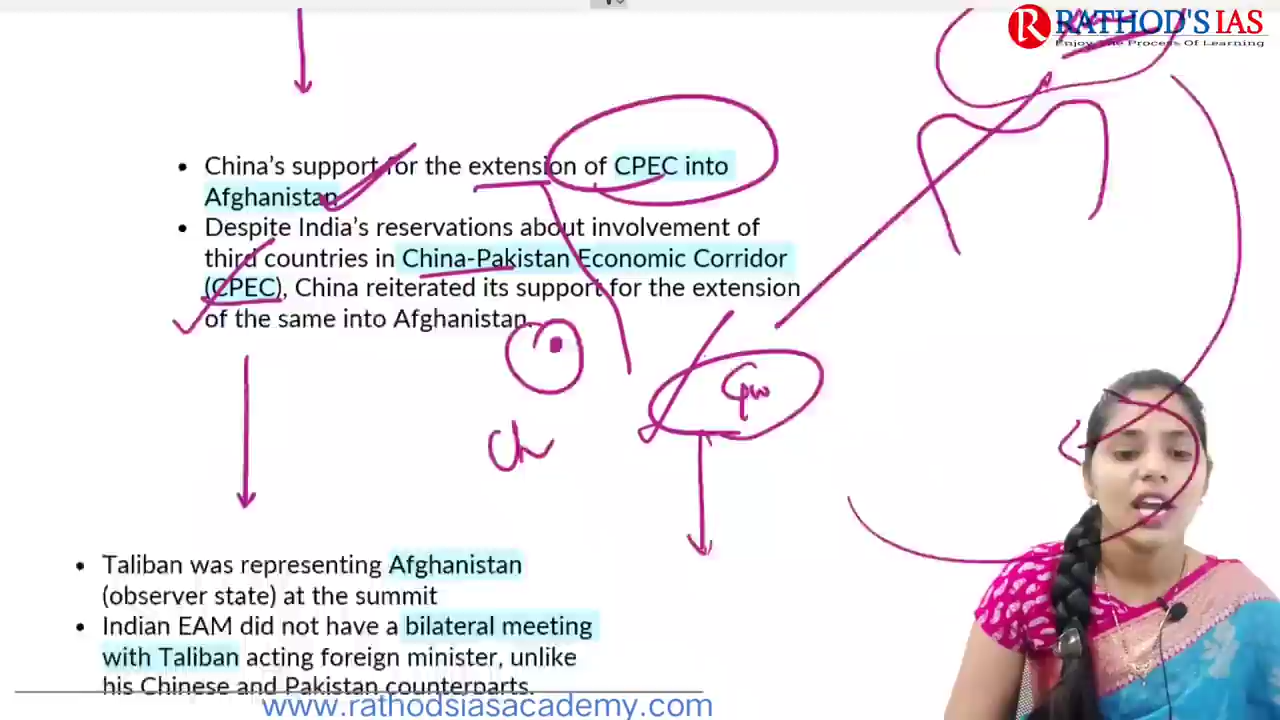 RATHOD'S IAS
Enjoy The Process Of Learning
• China's support for the extension of CPEC into
Afghanistan
• Despite India's reservations about involvement of
third countries in China-Pakistan Economic Corridor
(CPEC), China reiterated its support for the extension
of the same into Afghanistan.
• Taliban was representing Afghanistan
(observer state) at the summit
• Indian EAM did not have a bilateral meeting
with Taliban acting foreign minister, unlike
his Chinese and Pakistan counterparts.
www.rathodsiasacademy.com